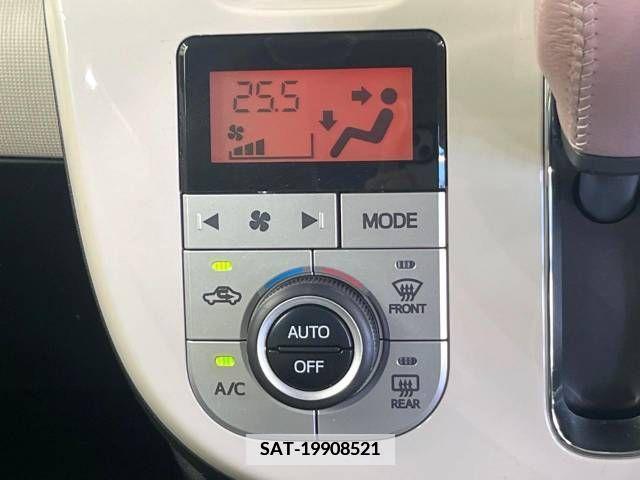 25.5
MODE
FRONT
AUTO
OFF
A/C
REAR
SAT-19908521